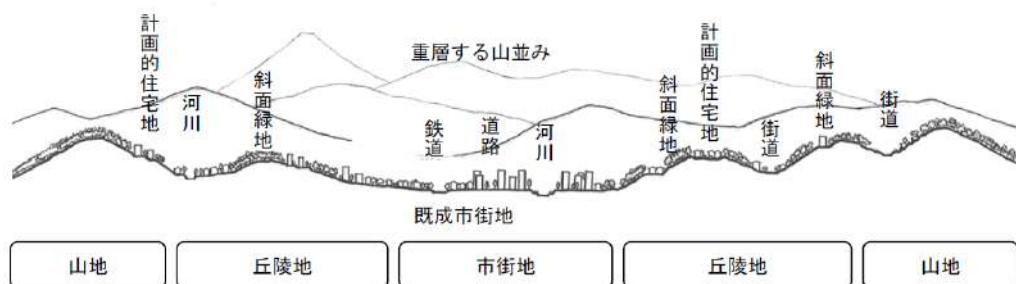 計画的住宅地
河川
斜面緑地
重層する山並み
鉄道
道路
河川
斜面緑地
計画的住宅地
街道
斜面緑地
街道
既成市街地
山地
丘陵地
市街地
丘陵地
山地